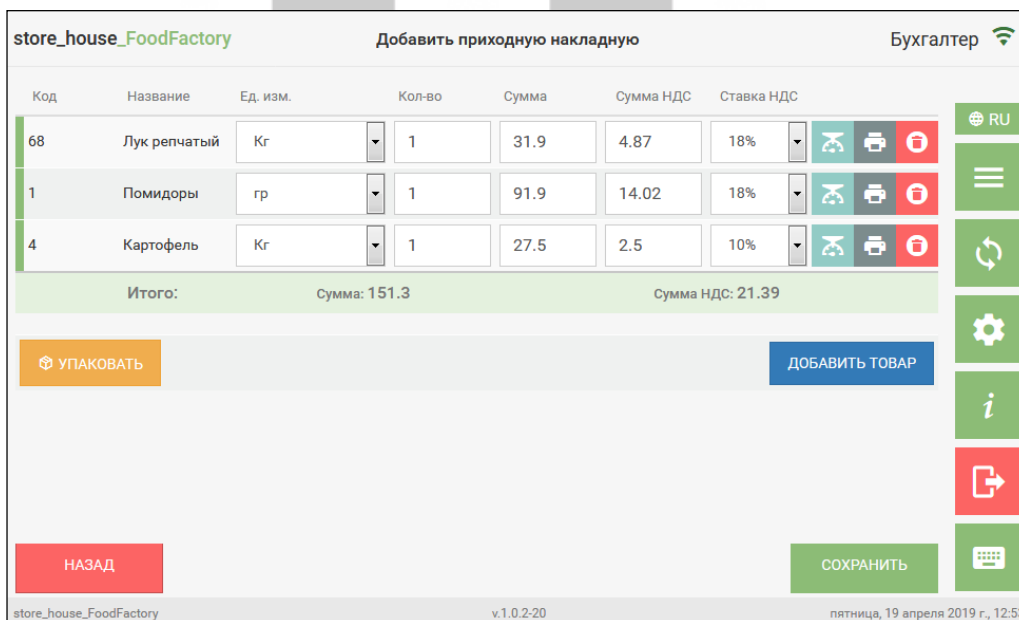 store_house_FoodFactory Добавить приходную накладную Бухгалтер
Код Название Ед. изм. Кол-во Сумма Сумма НДС Ставка НДС
RU
68 Лук репчатый Кг 1 31.9 4.87 18%
1 Помидоры гр 1 91.9 14.02 18%
4 Картофель Кг 1 27.5 2.5 10%
Итого: Сумма: 151.3 Сумма НДС: 21.39
УПАКОВАТЬ ДОБАВИТЬ ТОВАР
i
НАЗАД СОХРАНИТЬ
store_house_FoodFactory v.1.0.2-20 пятница, 19 апреля 2019 г.,